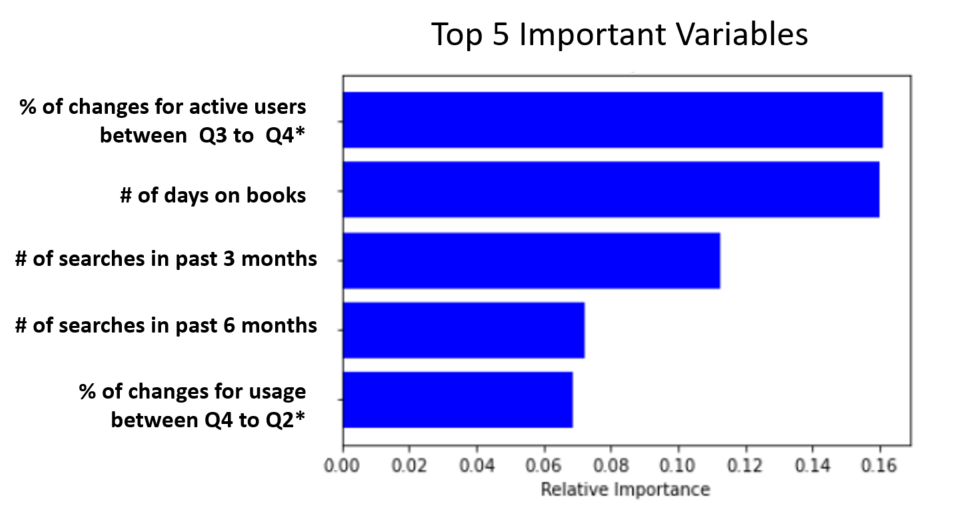 Top 5 Important Variables
% of changes for active users
between Q3 to Q4*
# of days on books
# of searches in past 3 months
# of searches in past 6 months
% of changes for usage
between Q4 to Q2*
0.00 0.02 0.04 0.06 0.08 0.10 0.12 0.14 0.16
Relative Importance